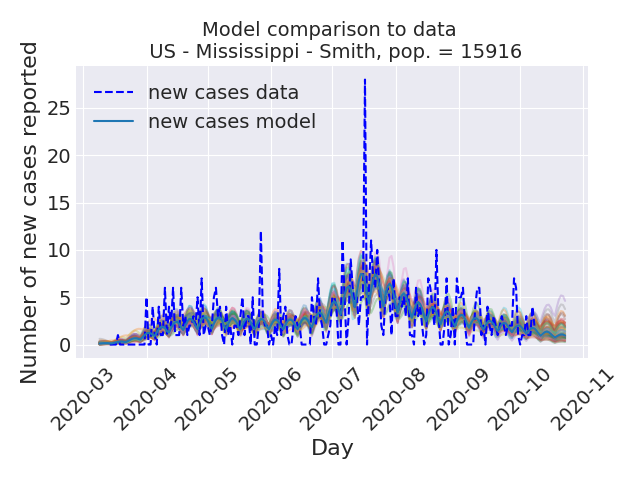 Model comparison to data
US - Mississippi - Smith, pop. = 15916
Number of new cases reported
new cases data
new cases model
25
20
15
10
5
0
2020-03
2020-04
2020-05
2020-06
2020-07
2020-08
2020-09
2020-10
2020-11
Day